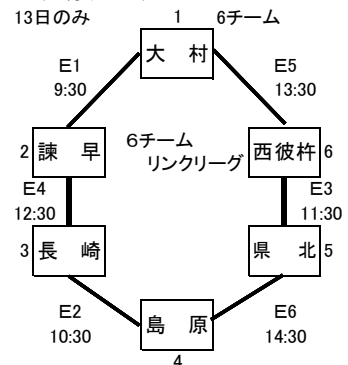 13日のみ
1
6チーム
大 村
E1
9:30
E5
13:30
2
諫 早
6チーム
リンクリーグ
西彼杵
6
E4
12:30
E3
11:30
3
長 崎
県 北
5
E2
10:30
島 原
E6
14:30
4